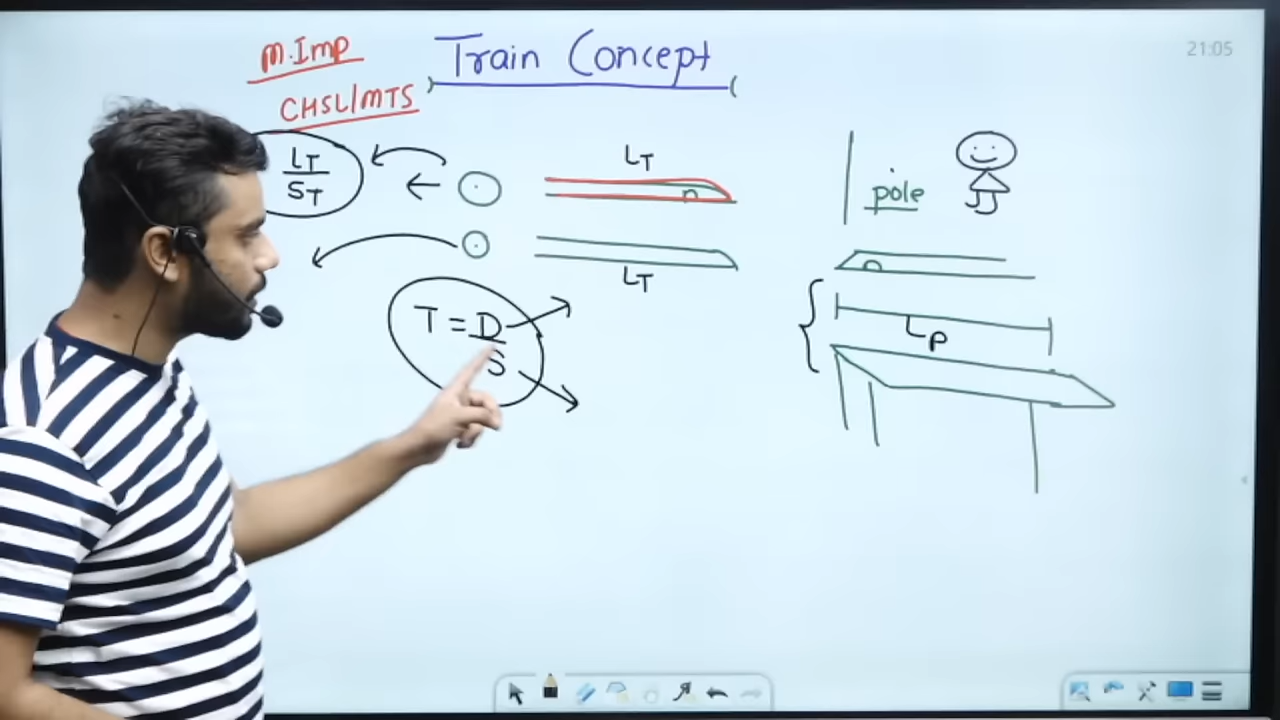 M.Imp
Train Concept
21:05
CHSL/MTS
LT
ST
LT
pole
LT
T = D
S
LP